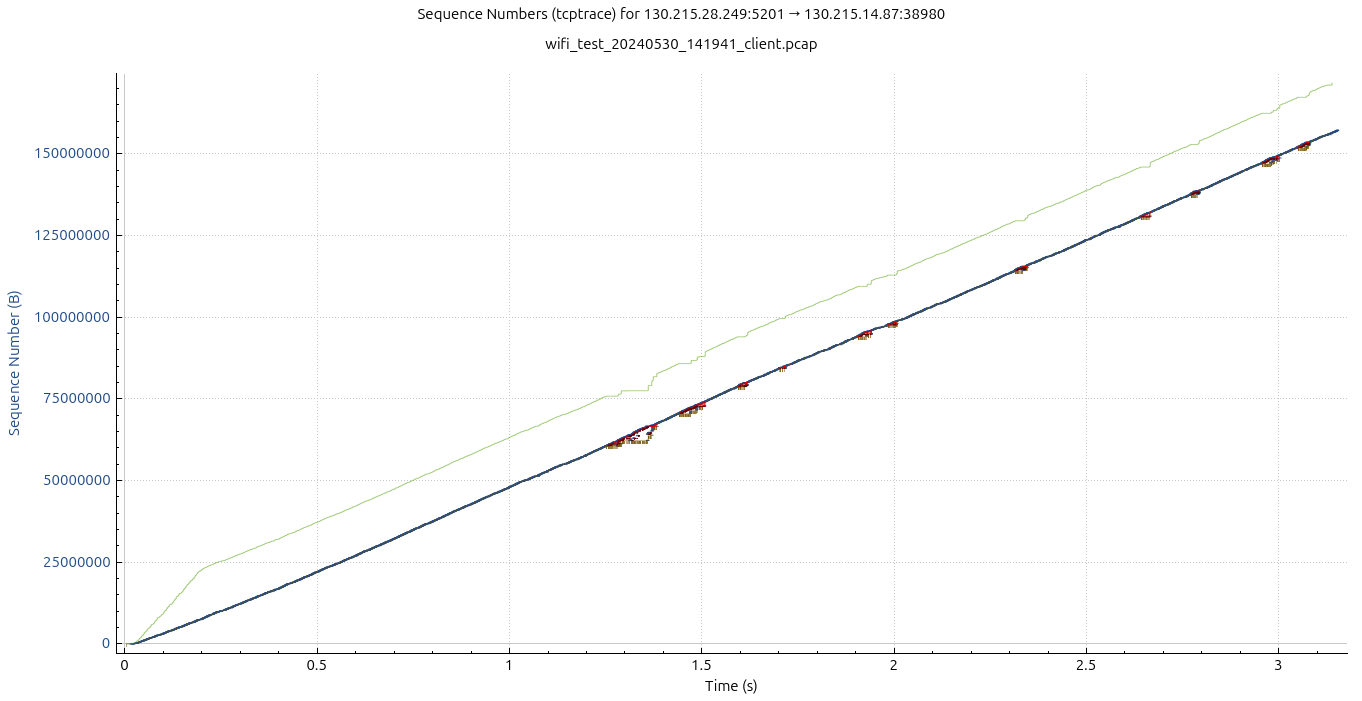 Sequence Numbers (tcptrace) for 130.215.28.249:5201 → 130.215.14.87:38980
wifi_test_20240530_141941_client.pcap
Sequence Number (B)
150000000
125000000
100000000
75000000
50000000
25000000
0
0 0.5 1 1.5 2 2.5 3
Time (s)